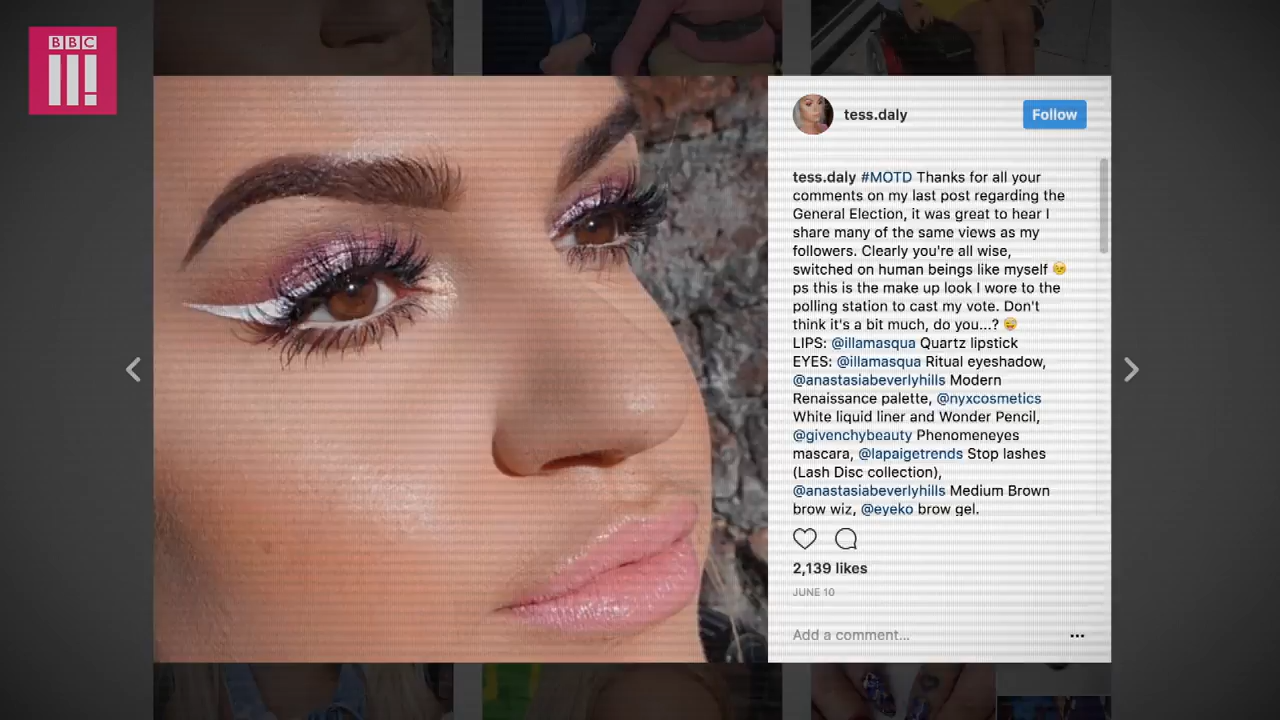 BBC
tess.daly
Follow
tess.daly #MOTD Thanks for all your
comments on my last post regarding the
General Election, it was great to hear I
share many of the same views as my
followers. Clearly you're all wise,
switched on human beings like myself 😏
ps this is the make up look I wore to the
polling station to cast my vote. Don't
think it's a bit much, do you...? 😜
LIPS: @illamasqua Quartz lipstick
EYES: @illamasqua Ritual eyeshadow,
@anastasiabeverlyhills Modern
Renaissance palette, @nyxcosmetics
White liquid liner and Wonder Pencil,
@givenchybeauty Phenomeneyes
mascara, @lapaigetrends Stop lashes
(Lash Disc collection),
@anastasiabeverlyhills Medium Brown
brow wiz, @eyeko brow gel.
2,139 likes
JUNE 10
Add a comment...